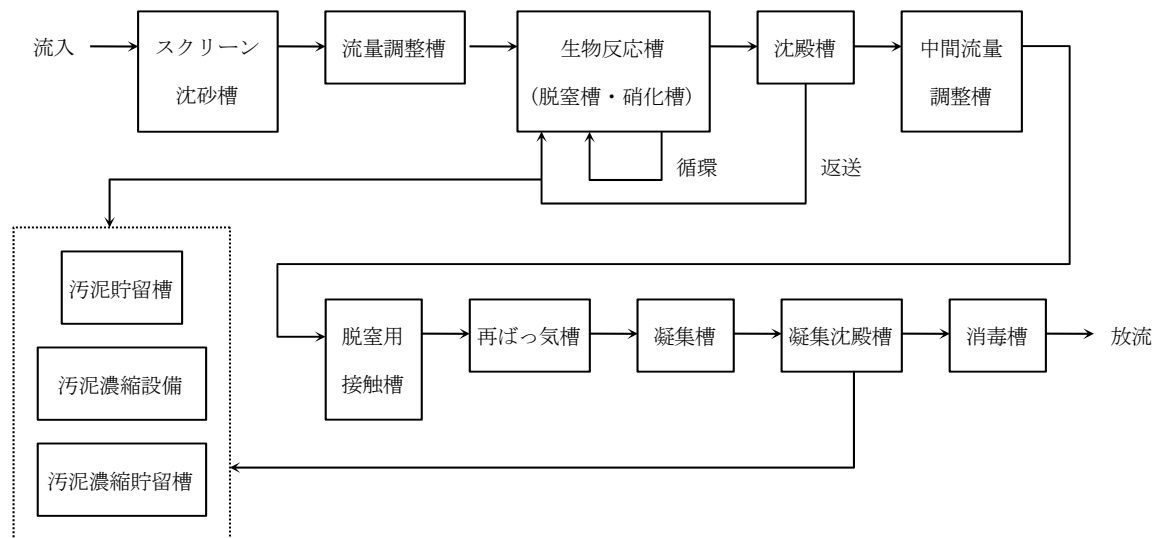 流入
スクリーン
沈砂槽
流量調整槽
生物反応槽
（脱窒槽・硝化槽）
沈殿槽
中間流量
調整槽
循環
返送
汚泥貯留槽
汚泥濃縮設備
汚泥濃縮貯留槽
脱窒用
接触槽
再ばっ気槽
凝集槽
凝集沈殿槽
消毒槽
放流